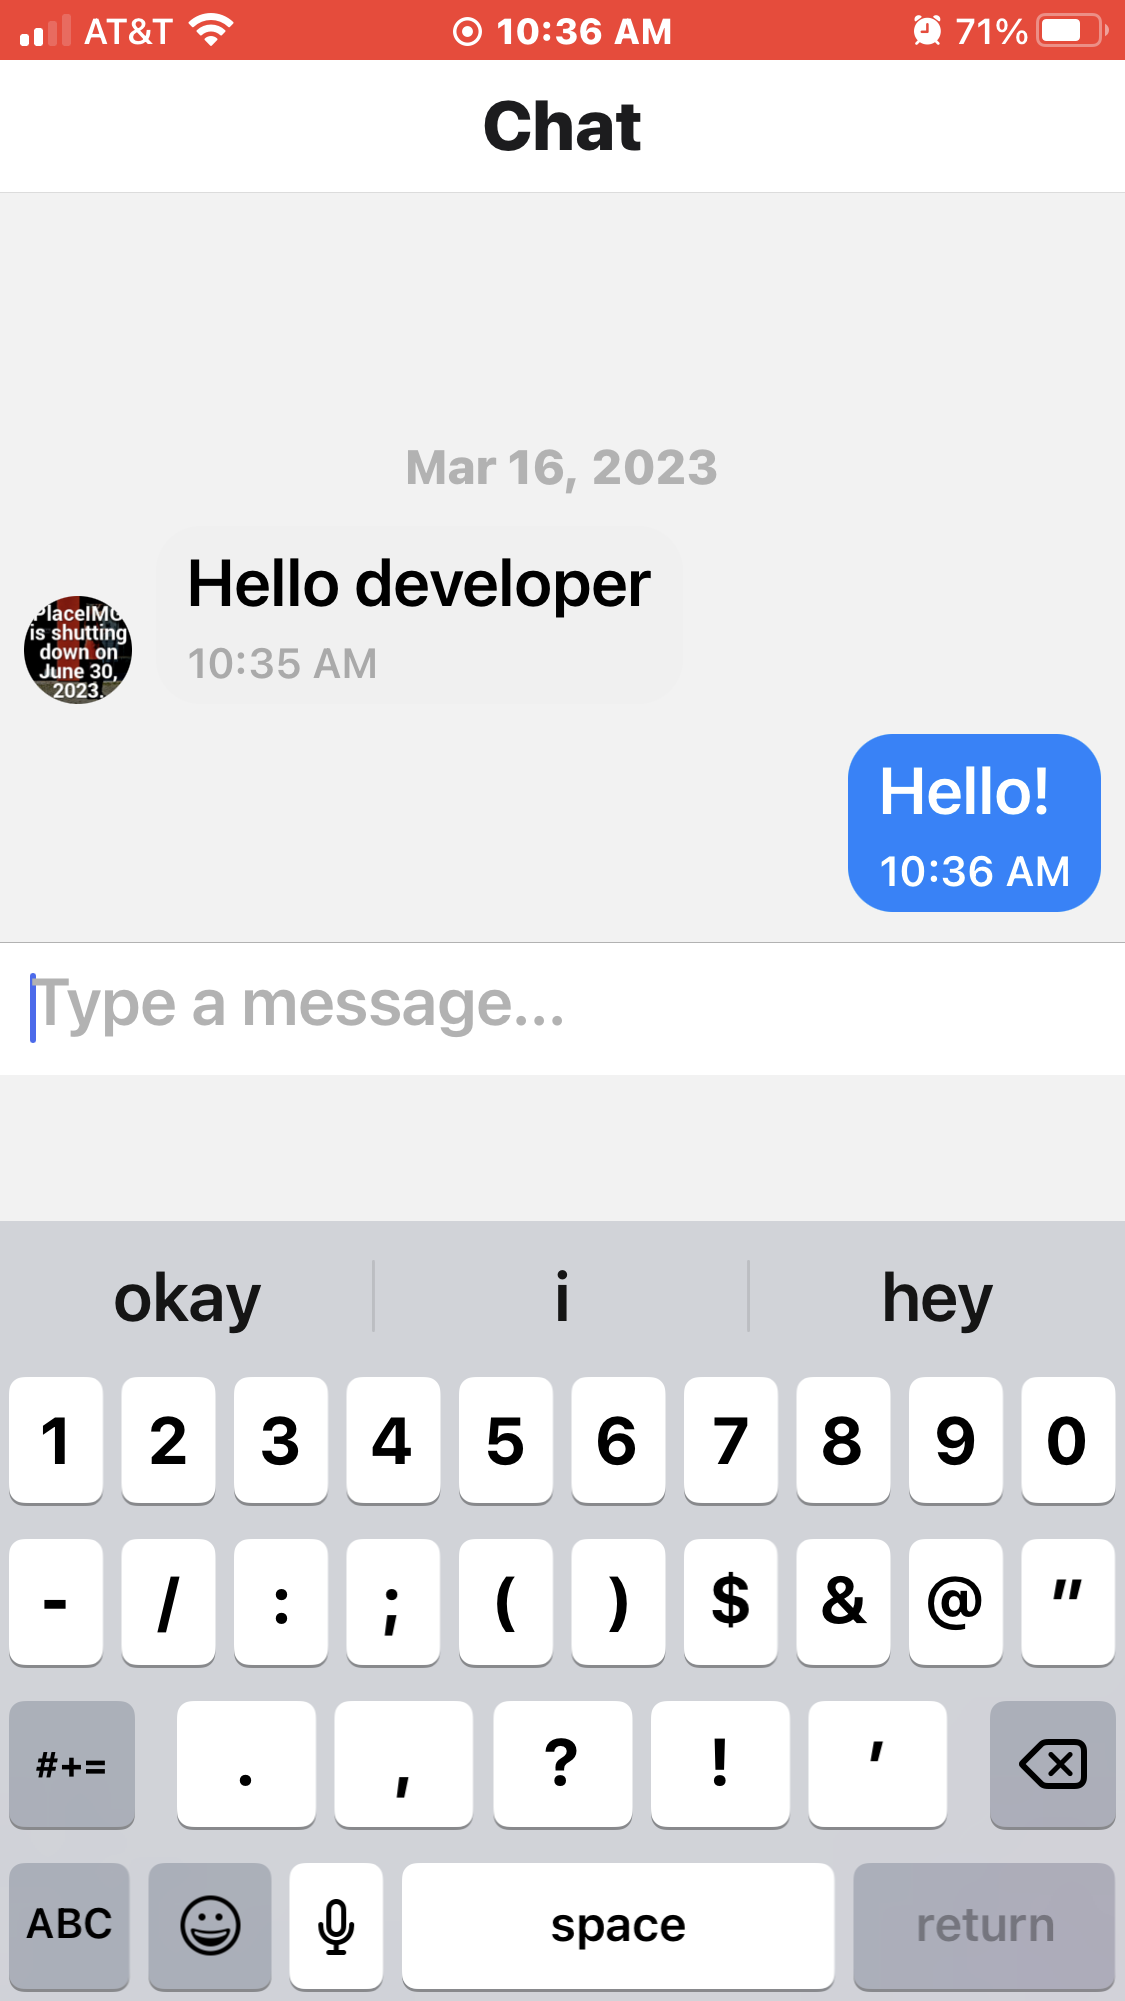 AT&T 10:36 AM 71%
Chat
Mar 16, 2023
Hello developer
10:35 AM
PlaceIMG
is shutting
down on
June 30,
2023.
Hello!
10:36 AM
Type a message...
okay i hey
1 2 3 4 5 6 7 8 9 0
- / : ; ( ) $ & @ "
#+= . , ? ! '
ABC space return